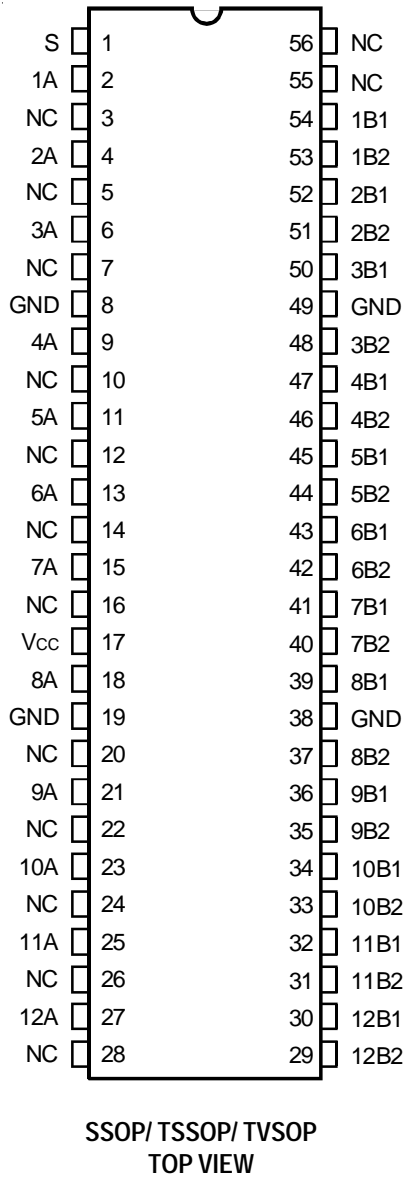 S 1 56 NC
1A 2 55 NC
NC 3 54 1B1
2A 4 53 1B2
NC 5 52 2B1
3A 6 51 2B2
NC 7 50 3B1
GND 8 49 GND
4A 9 48 3B2
NC 10 47 4B1
5A 11 46 4B2
NC 12 45 5B1
6A 13 44 5B2
NC 14 43 6B1
7A 15 42 6B2
NC 16 41 7B1
VCC 17 40 7B2
8A 18 39 8B1
GND 19 38 GND
NC 20 37 8B2
9A 21 36 9B1
NC 22 35 9B2
10A 23 34 10B1
NC 24 33 10B2
11A 25 32 11B1
NC 26 31 11B2
12A 27 30 12B1
NC 28 29 12B2
SSOP/ TSSOP/ TVSOP
TOP VIEW